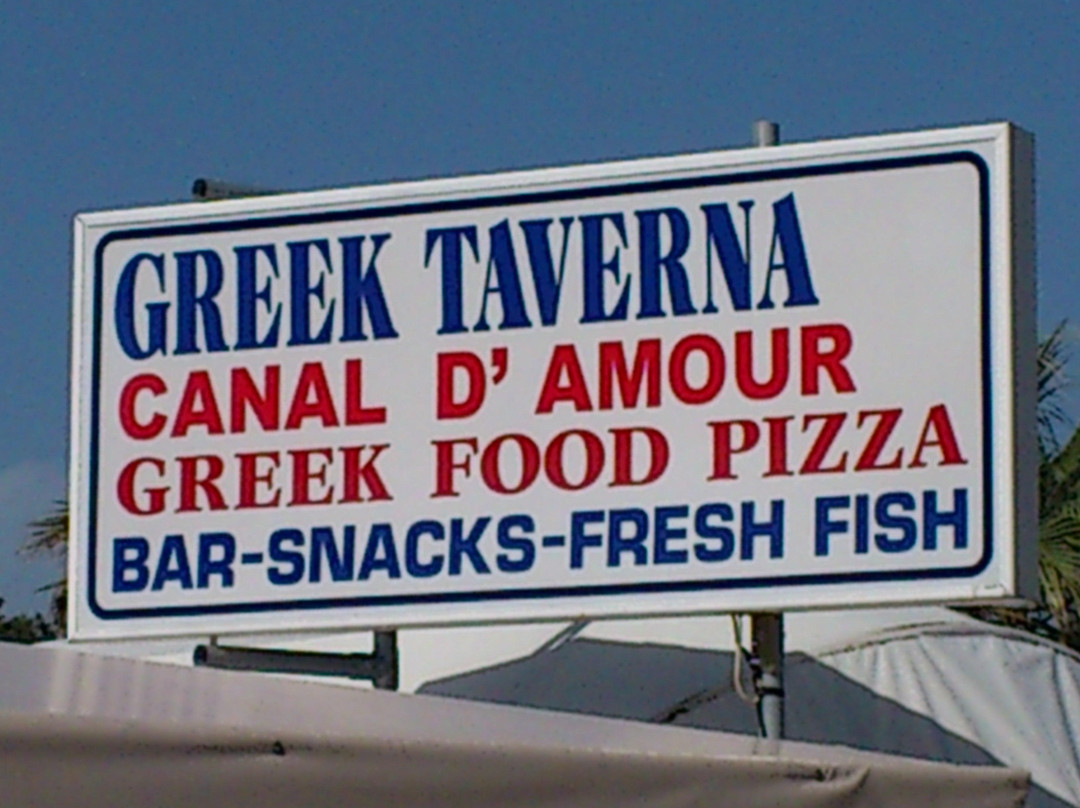 GREEK TAVERNA
CANAL D' AMOUR
GREEK FOOD PIZZA
BAR-SNACKS-FRESH FISH